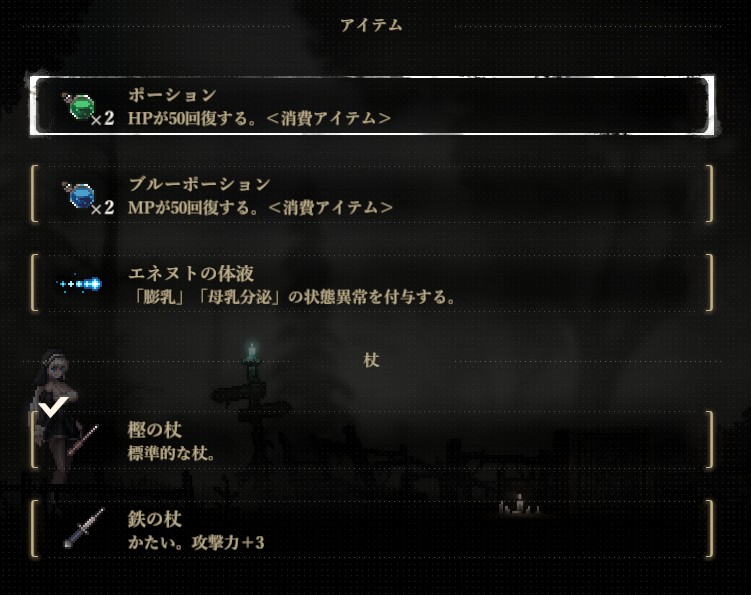 アイテム
ポーション
×2 HPが50回復する。＜消費アイテム＞
ブルーポーション
×2 MPが50回復する。＜消費アイテム＞
エネヌトの体液
「膨乳」「母乳分泌」の状態異常を付与する。
杖
樫の杖
標準的な杖。
鉄の杖
かたい。攻撃力＋3